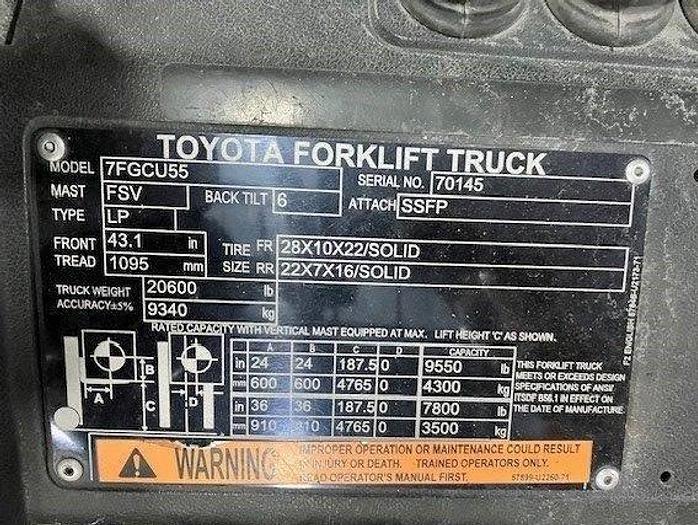 TOYOTA FORKLIFT TRUCK
MODEL 7FGCU55 SERIAL NO. 70145
MAST FSV BACK TILT 6 ATTACH SSFP
TYPE LP
FRONT TREAD 43.1 in TIRE SIZE FR 28X10X22/SOLID
1095 mm RR 22X7X16/SOLID
TRUCK WEIGHT 20600 lb
ACCURACY±5% 9340 kg
RATED CAPACITY WITH VERTICAL MAST EQUIPPED AT MAX. LIFT HEIGHT 'C' AS SHOWN.
A B C D CAPACITY
in 24 24 187.5 0 9550 lb
mm 600 600 4765 0 4300 kg
in 36 36 187.5 0 7800 lb
mm 910 910 4765 0 3500 kg
A B C D
THIS FORKLIFT TRUCK
MEETS OR EXCEEDS DESIGN
SPECIFICATIONS OF ANSI/
ITSDF B56.1 IN EFFECT ON
THE DATE OF MANUFACTURE.
WARNING
IMPROPER OPERATION OR MAINTENANCE COULD RESULT
IN INJURY OR DEATH. TRAINED OPERATORS ONLY.
READ OPERATOR'S MANUAL FIRST.
57899-U2260-71
F2 ENGLISH